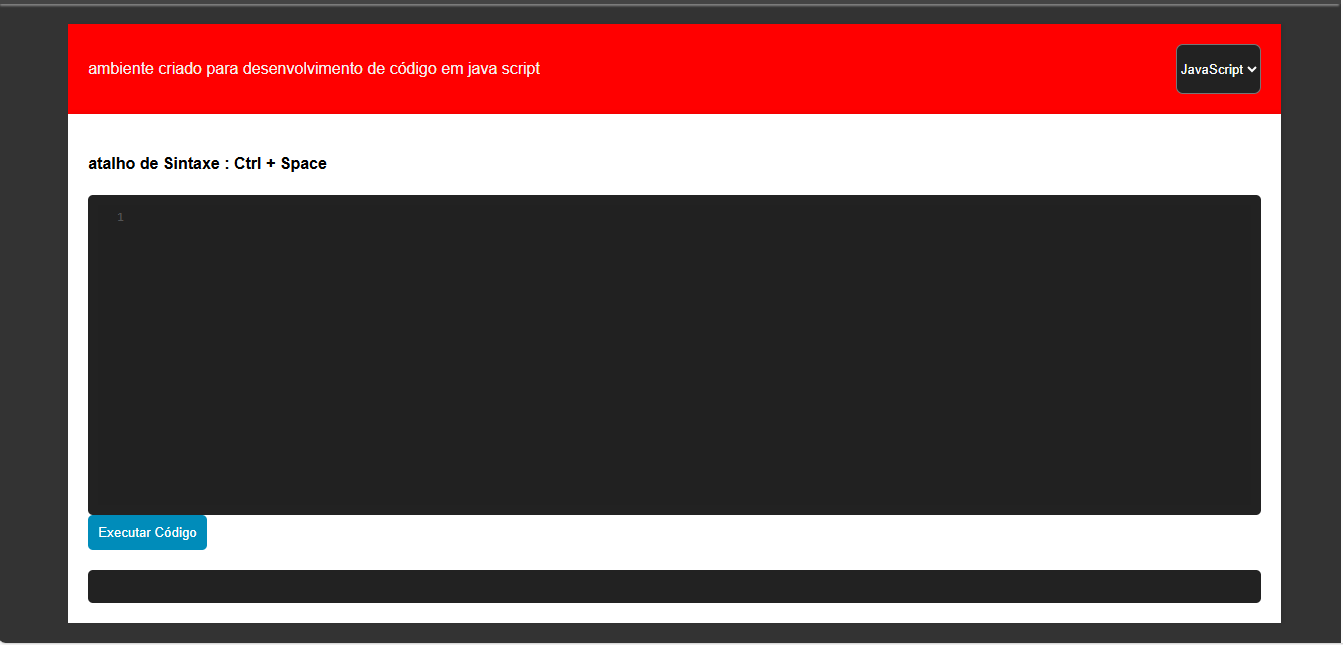 ambiente criado para desenvolvimento de código em java script
JavaScript
atalho de Sintaxe : Ctrl + Space
1
Executar Código